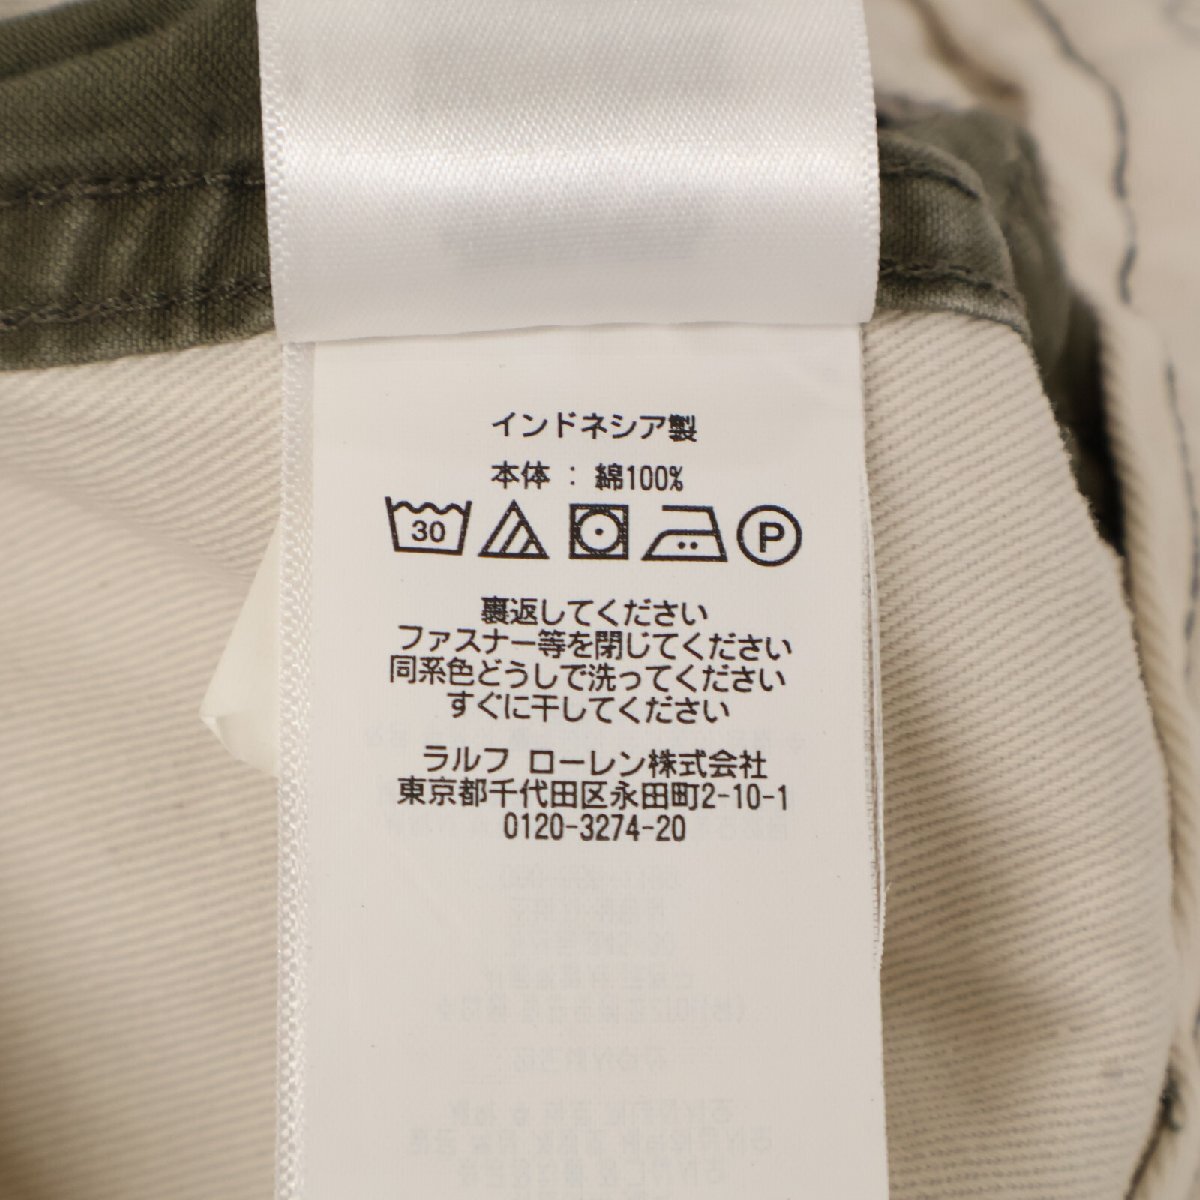 インドネシア製
本体 : 綿100%
30 P
裏返してください
ファスナー等を閉じてください
同系色どうしで洗ってください
すぐに干してください
ラルフ ローレン株式会社
東京都千代田区永田町2-10-1
0120-3274-20